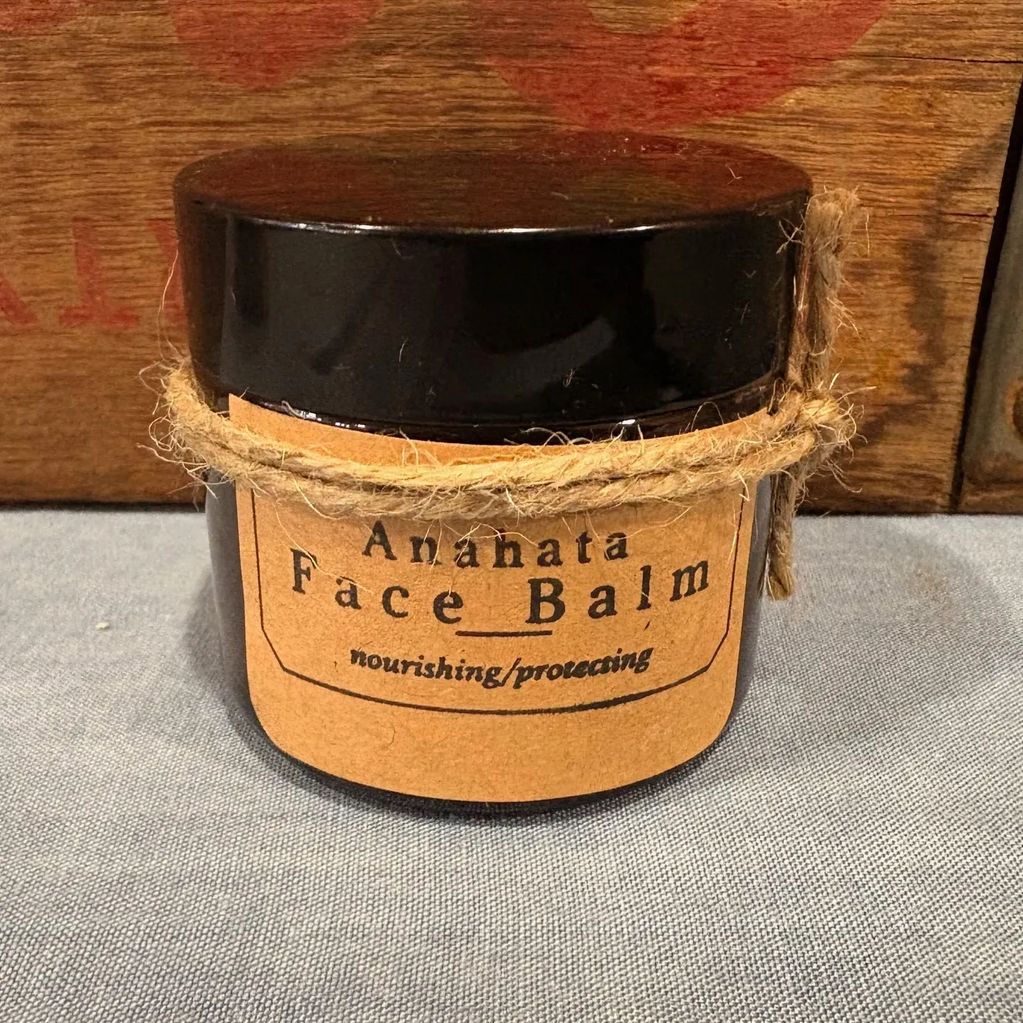 Anahata
Face Balm
nourishing/protecting